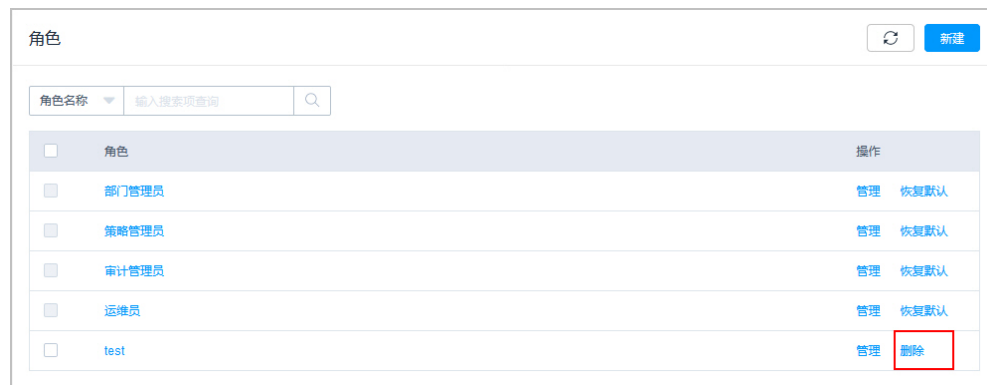 角色
新建
角色名称 输入搜索项查询
角色 操作
部门管理员 管理 恢复默认
策略管理员 管理 恢复默认
审计管理员 管理 恢复默认
运维员 管理 恢复默认
test 管理 删除